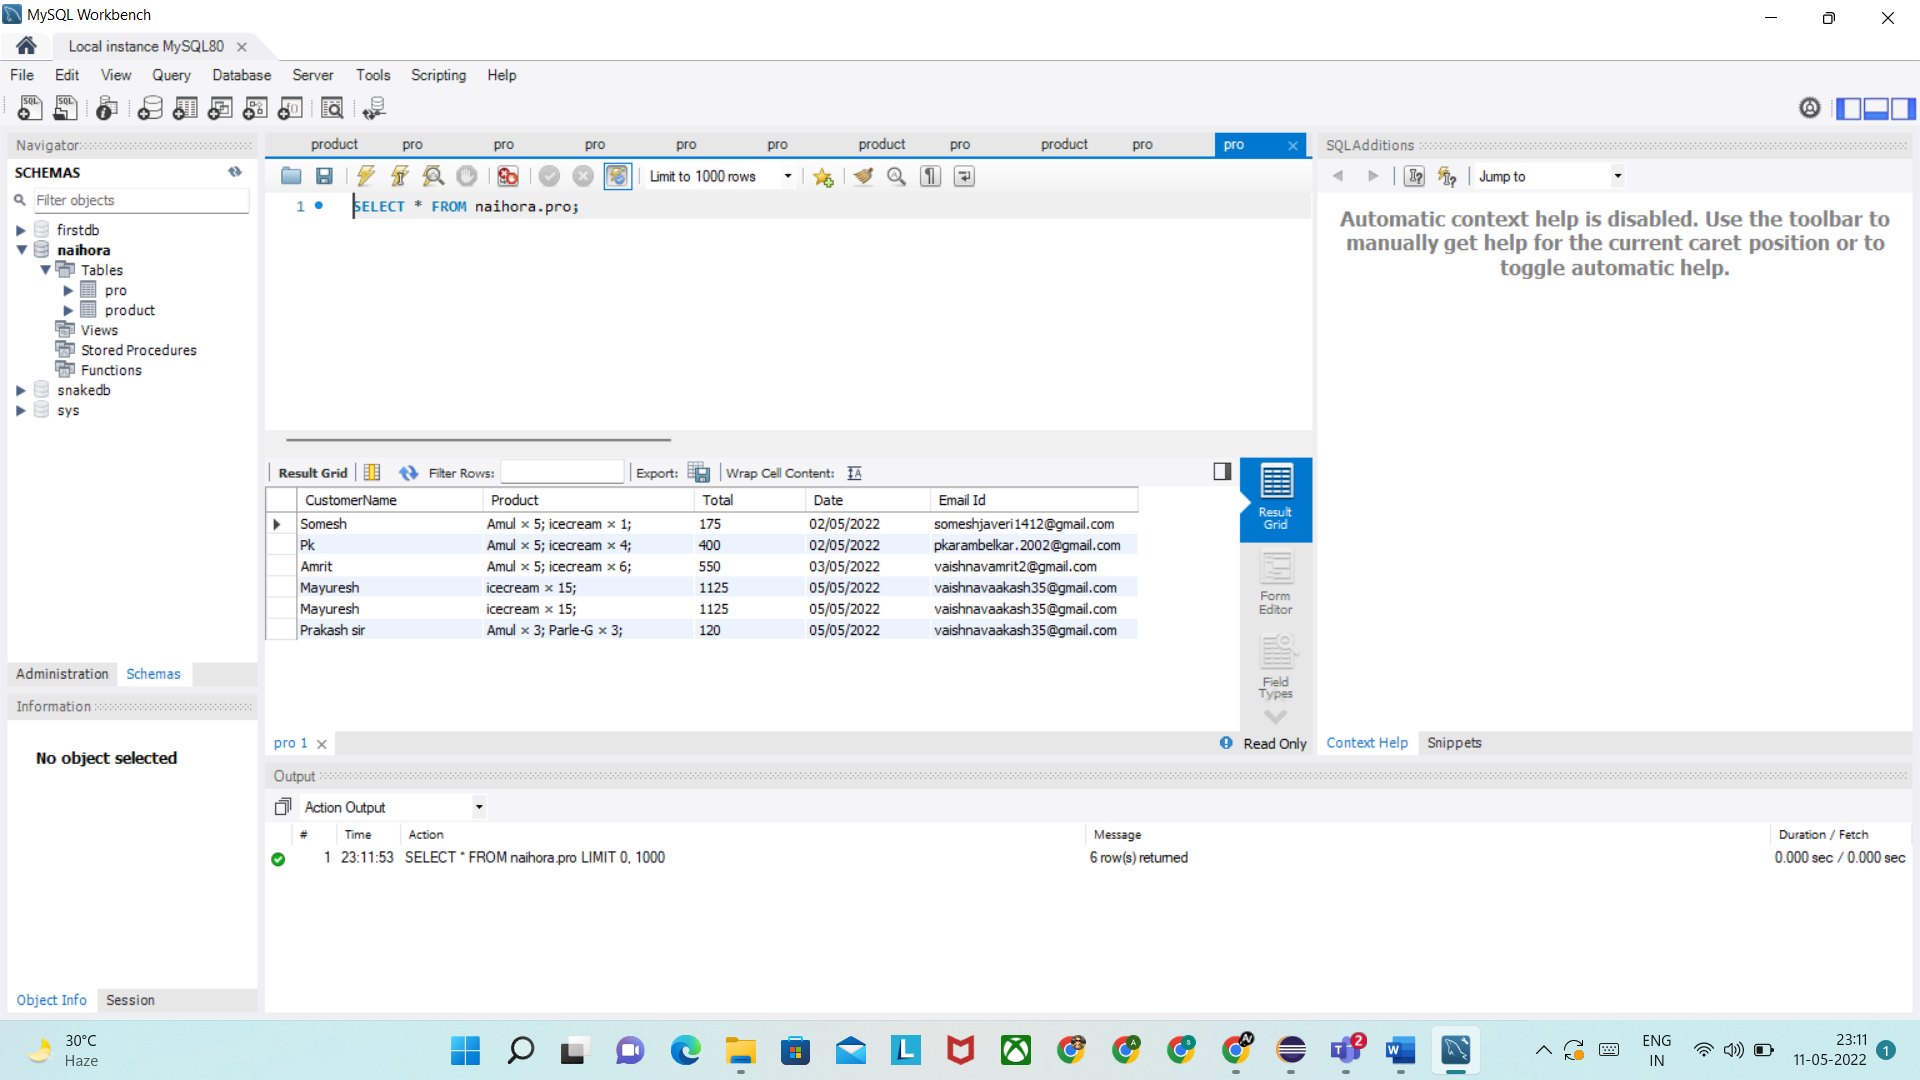 MySQL Workbench
Local instance MySQL80
File Edit View Query Database Server Tools Scripting Help
Navigator
SCHEMAS
Filter objects
firstdb
naihora
Tables
pro
product
Views
Stored Procedures
Functions
snakedb
sys
Administration Schemas
Information
No object selected
Object Info Session
product pro pro pro pro pro product pro product pro pro
Limit to 1000 rows
1 SELECT * FROM naihora.pro;
Result Grid Filter Rows: Export: Wrap Cell Content:
CustomerName Product Total Date Email Id
Somesh Amul × 5; icecream × 1; 175 02/05/2022 someshjaveri1412@gmail.com
Pk Amul × 5; icecream × 4; 400 02/05/2022 pkarambelkar.2002@gmail.com
Amrit Amul × 5; icecream × 6; 550 03/05/2022 vaishnavamrit2@gmail.com
Mayuresh icecream × 15; 1125 05/05/2022 vaishnavaakash35@gmail.com
Mayuresh icecream × 15; 1125 05/05/2022 vaishnavaakash35@gmail.com
Prakash sir Amul × 3; Parle-G × 3; 120 05/05/2022 vaishnavaakash35@gmail.com
Result
Grid
Form
Editor
Field
Types
pro 1
Read Only
SQLAdditions
Jump to
Automatic context help is disabled. Use the toolbar to
manually get help for the current caret position or to
toggle automatic help.
Context Help Snippets
Output
Action Output
# Time Action Message Duration / Fetch
1 23:11:53 SELECT * FROM naihora.pro LIMIT 0, 1000 6 row(s) returned 0.000 sec / 0.000 sec
30°C
Haze
ENG
IN
23:11
11-05-2022
1
2